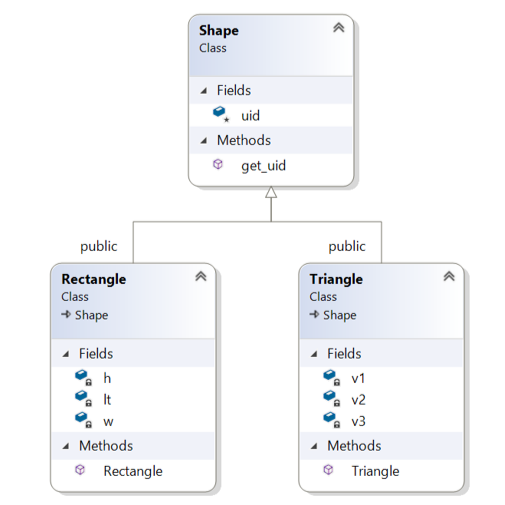 Shape
Class
Fields
uid
Methods
get_uid
public
public
Rectangle
Class
Shape
Fields
h
lt
w
Methods
Rectangle
Triangle
Class
Shape
Fields
v1
v2
v3
Methods
Triangle